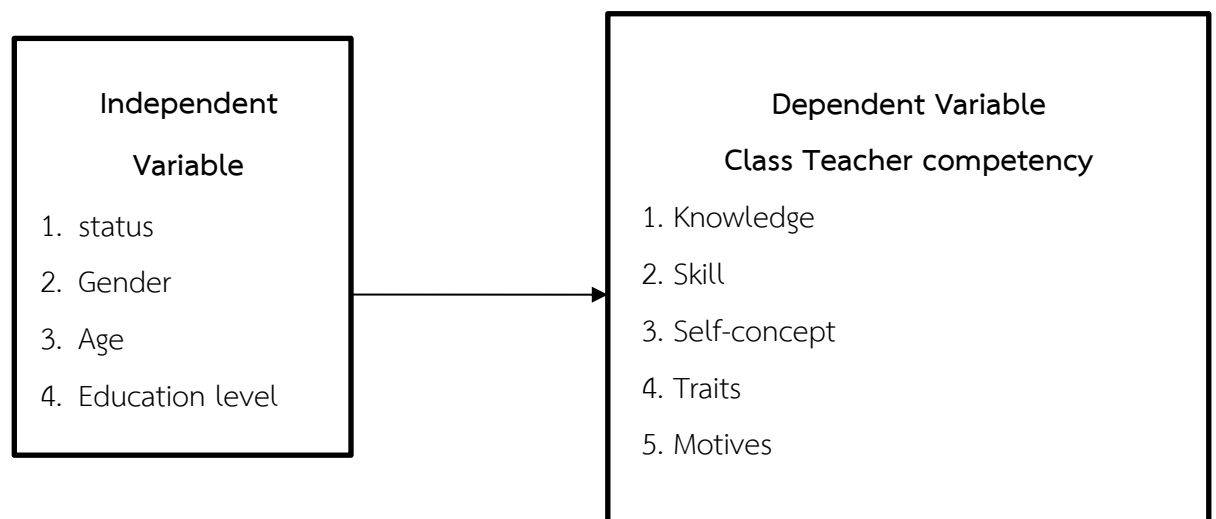 Independent
Variable
1. status
2. Gender
3. Age
4. Education level
Dependent Variable
Class Teacher competency
1. Knowledge
2. Skill
3. Self-concept
4. Traits
5. Motives